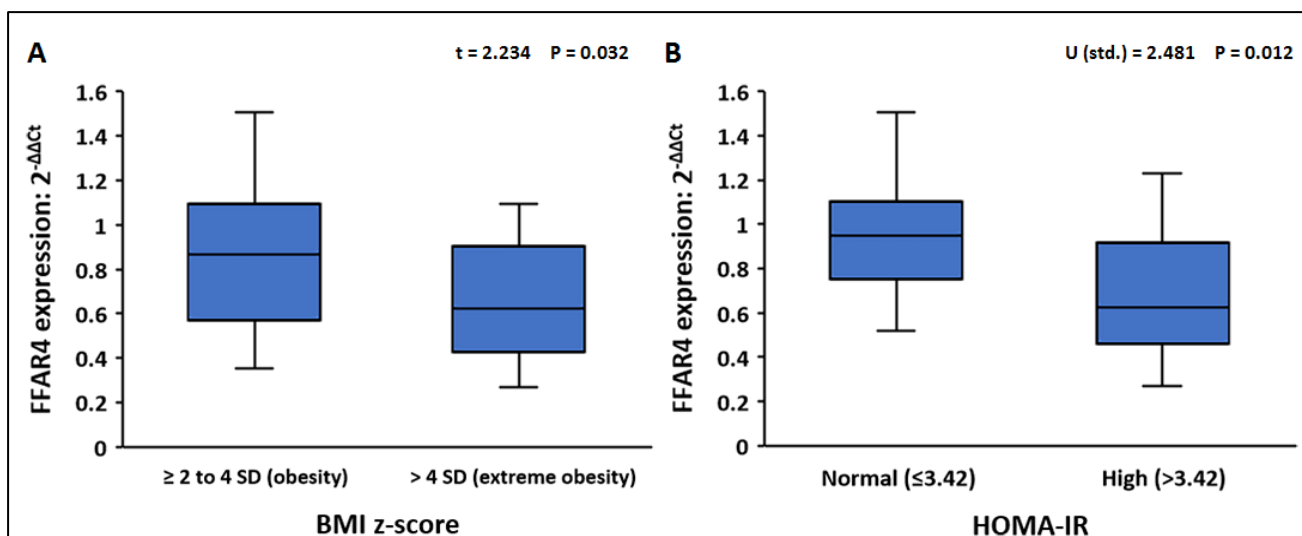 A
t = 2.234 P = 0.032
FFAR4 expression: 2^-ΔΔCt
1.6
1.4
1.2
1
0.8
0.6
0.4
0.2
0
≥ 2 to 4 SD (obesity)
> 4 SD (extreme obesity)
BMI z-score
B
U (std.) = 2.481 P = 0.012
FFAR4 expression: 2^-ΔΔCt
1.6
1.4
1.2
1
0.8
0.6
0.4
0.2
0
Normal (≤3.42)
High (>3.42)
HOMA-IR